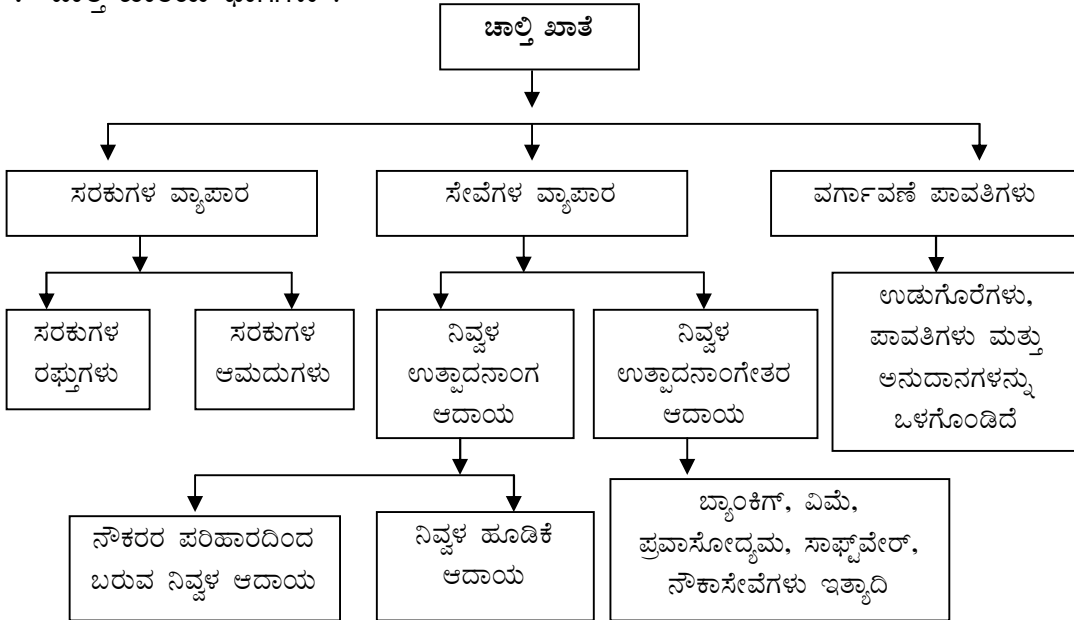 ಚಾಲ್ತಿ ಖಾತೆ
ಸರಕುಗಳ ವ್ಯಾಪಾರ
ಸೇವೆಗಳ ವ್ಯಾಪಾರ
ವರ್ಗಾವಣೆ ಪಾವತಿಗಳು
ಸರಕುಗಳ
ರಫ್ತುಗಳು
ಸರಕುಗಳ
ಆಮದುಗಳು
ನಿವ್ವಳ
ಉತ್ಪಾದನಾಂಗ
ಆದಾಯ
ನಿವ್ವಳ
ಉತ್ಪಾದನಾಂಗೇತರ
ಆದಾಯ
ಉಡುಗೊರೆಗಳು,
ಪಾವತಿಗಳು ಮತ್ತು
ಅನುದಾನಗಳನ್ನು
ಒಳಗೊಂಡಿದೆ
ನೌಕರರ ಪರಿಹಾರದಿಂದ
ಬರುವ ನಿವ್ವಳ ಆದಾಯ
ನಿವ್ವಳ ಹೂಡಿಕೆ
ಆದಾಯ
ಬ್ಯಾಂಕಿಗ್, ವಿಮೆ,
ಪ್ರವಾಸೋದ್ಯಮ, ಸಾಫ್ಟ್‌ವೇರ್,
ನೌಕಾಸೇವೆಗಳು ಇತ್ಯಾದಿ